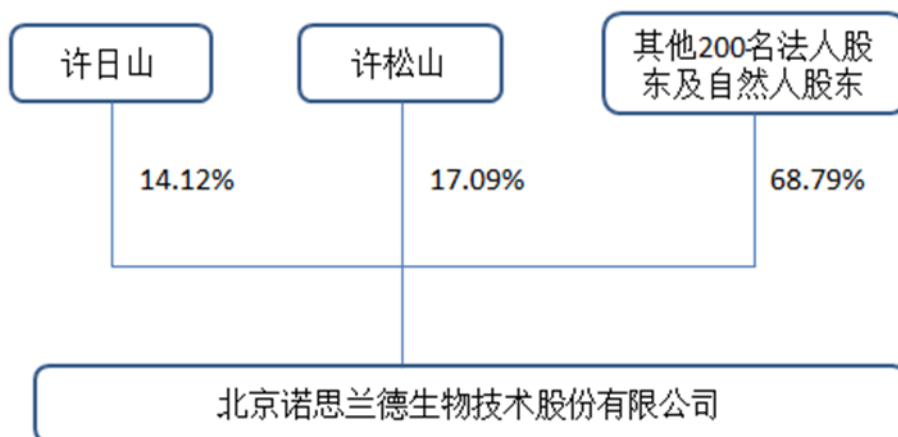 许日山
许松山
其他200名法人股
东及自然人股东
14.12%
17.09%
68.79%
北京诺思兰德生物技术股份有限公司